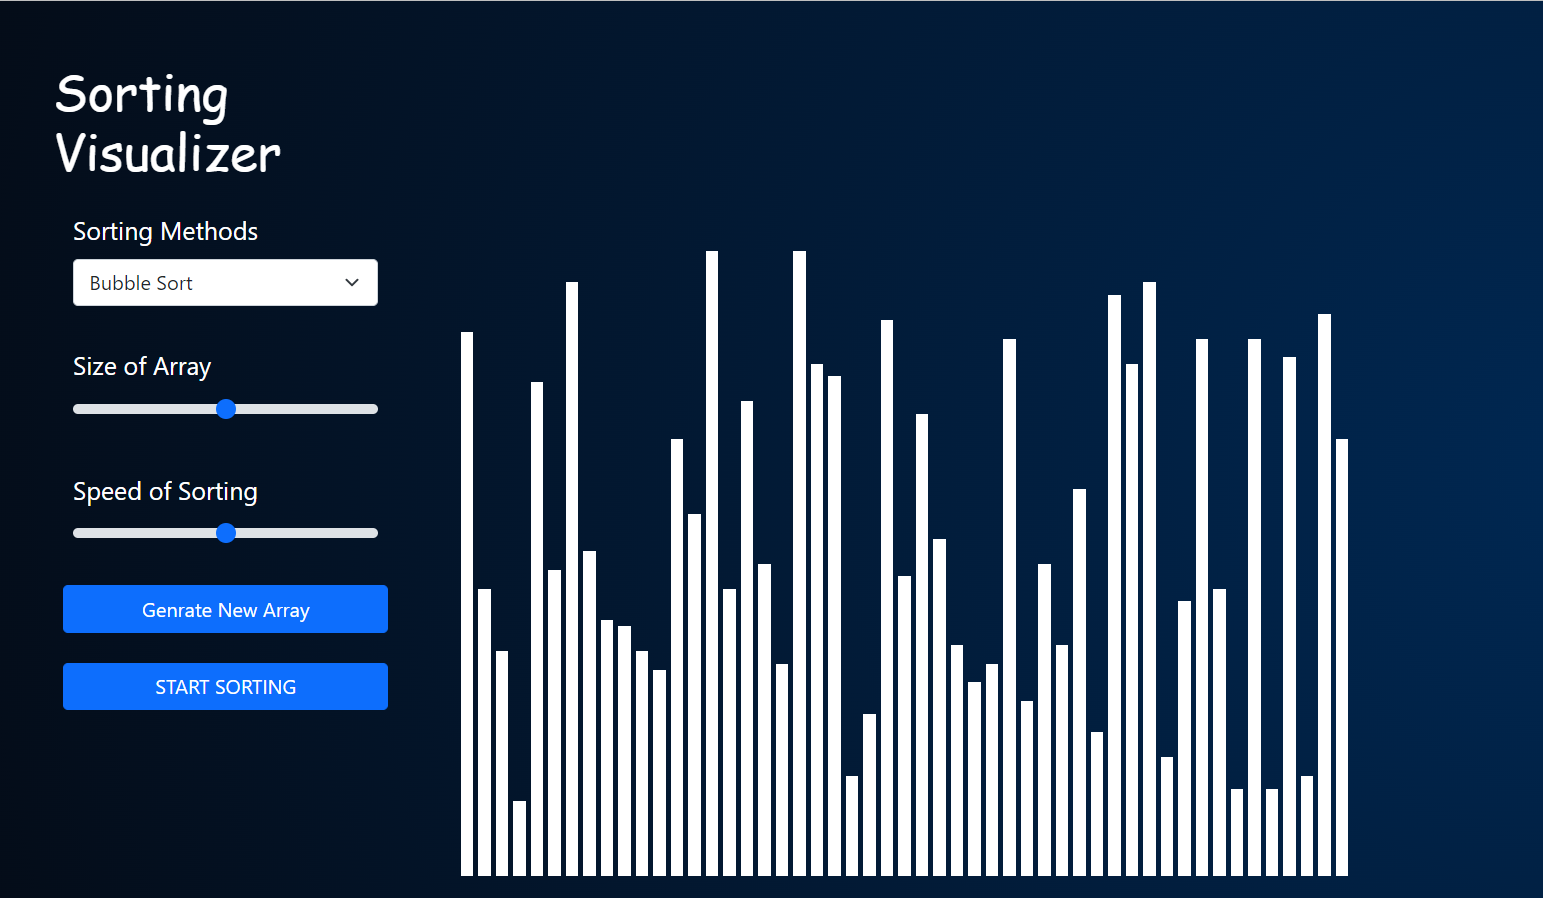 Sorting
Visualizer
Sorting Methods
Bubble Sort
Size of Array
Speed of Sorting
Genrate New Array
START SORTING